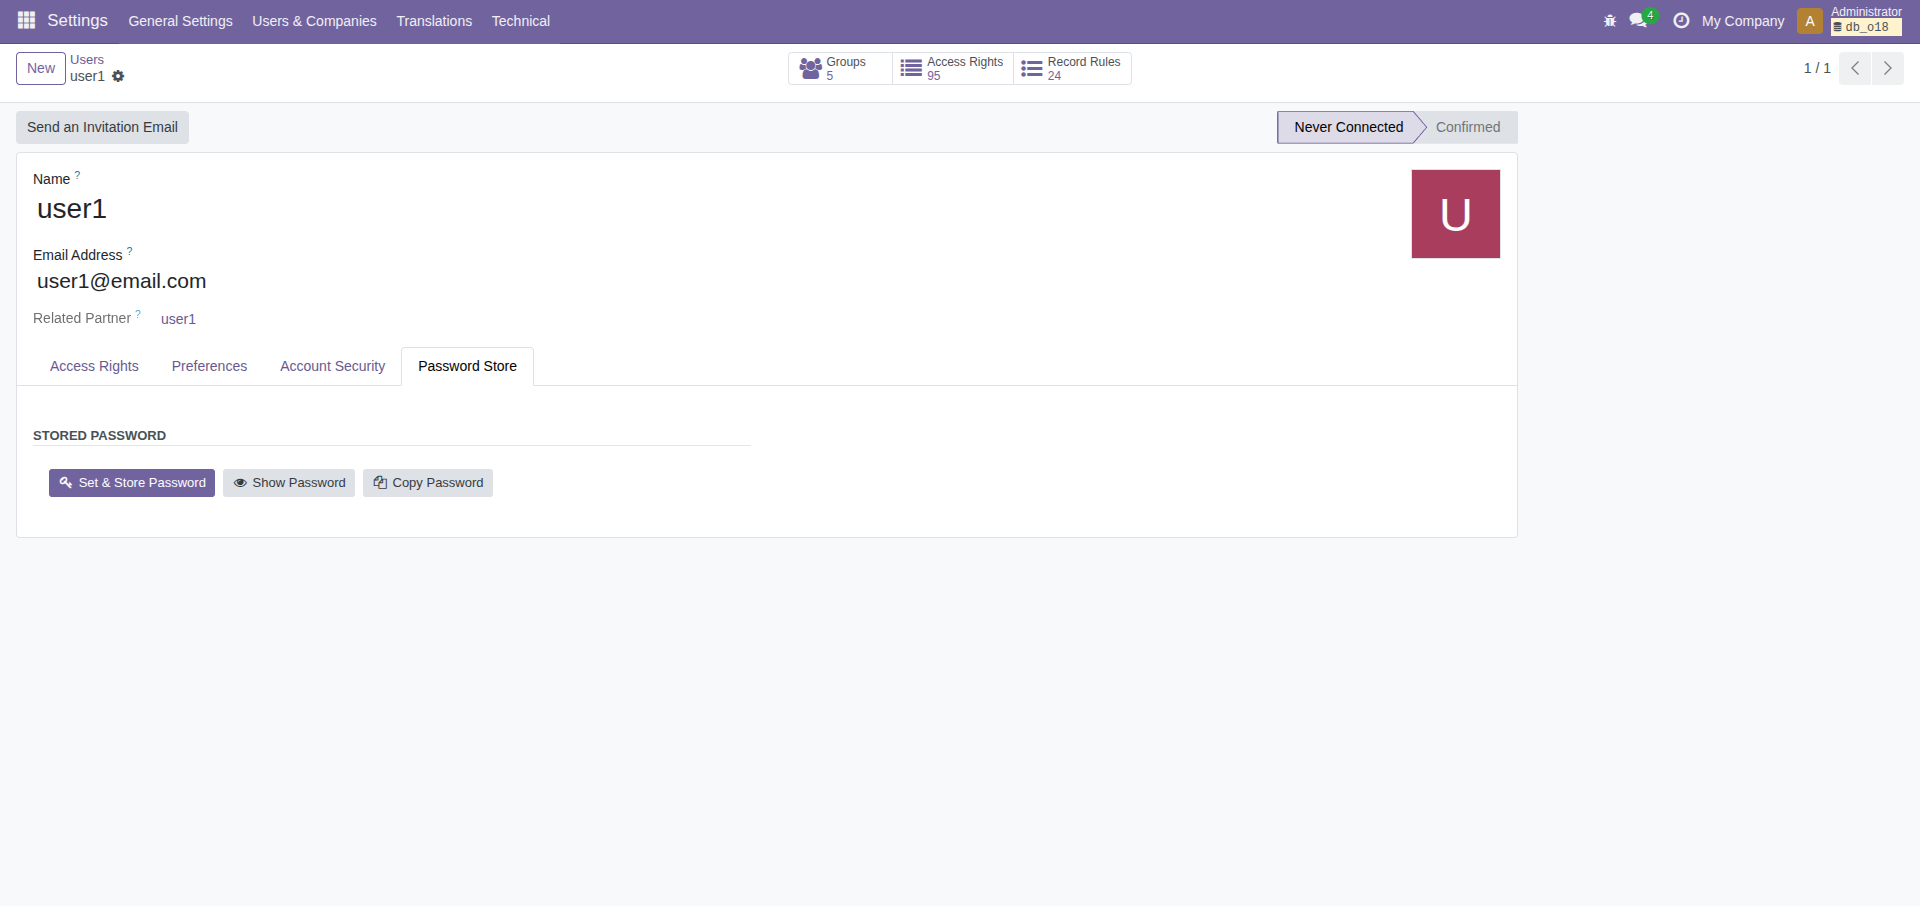 Settings General Settings Users & Companies Translations Technical 4 My Company A Administrator
db_o18
New Users
user1
Groups 5
Access Rights 95
Record Rules 24
1 / 1
Send an Invitation Email
Never Connected Confirmed
Name ?
user1
U
Email Address ?
user1@email.com
Related Partner ? user1
Access Rights Preferences Account Security Password Store
STORED PASSWORD
Set & Store Password Show Password Copy Password